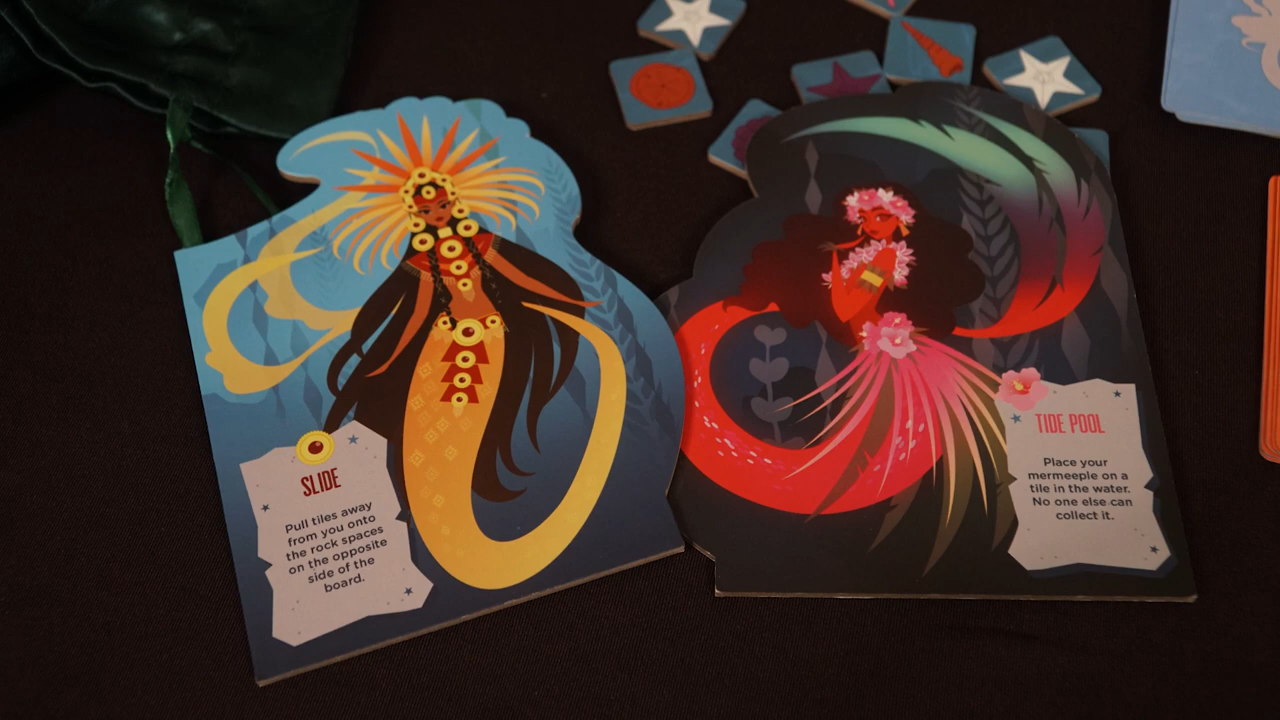 SLIDE
Pull tiles away
from you onto
the rock spaces
on the opposite
side of the
board.
TIDE POOL
Place your
mermeeple on a
tile in the water.
No one else can
collect it.